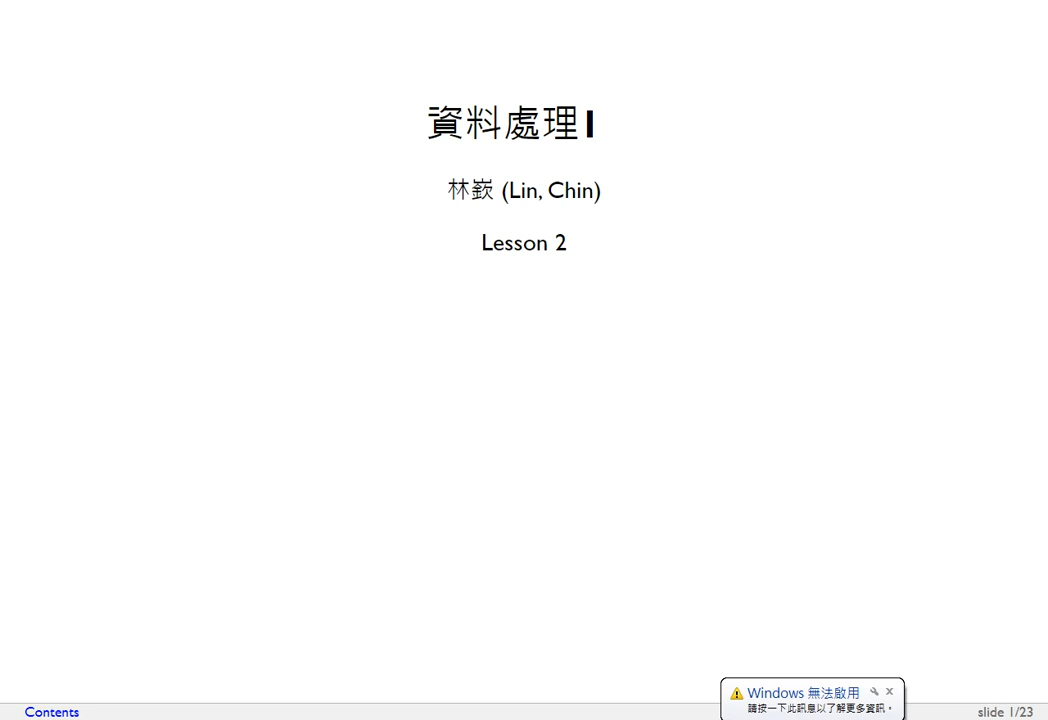 資料處理I
林嶔 (Lin, Chin)
Lesson 2
Windows 無法啟用
請按一下此訊息以了解更多資訊。
Contents
slide 1/23